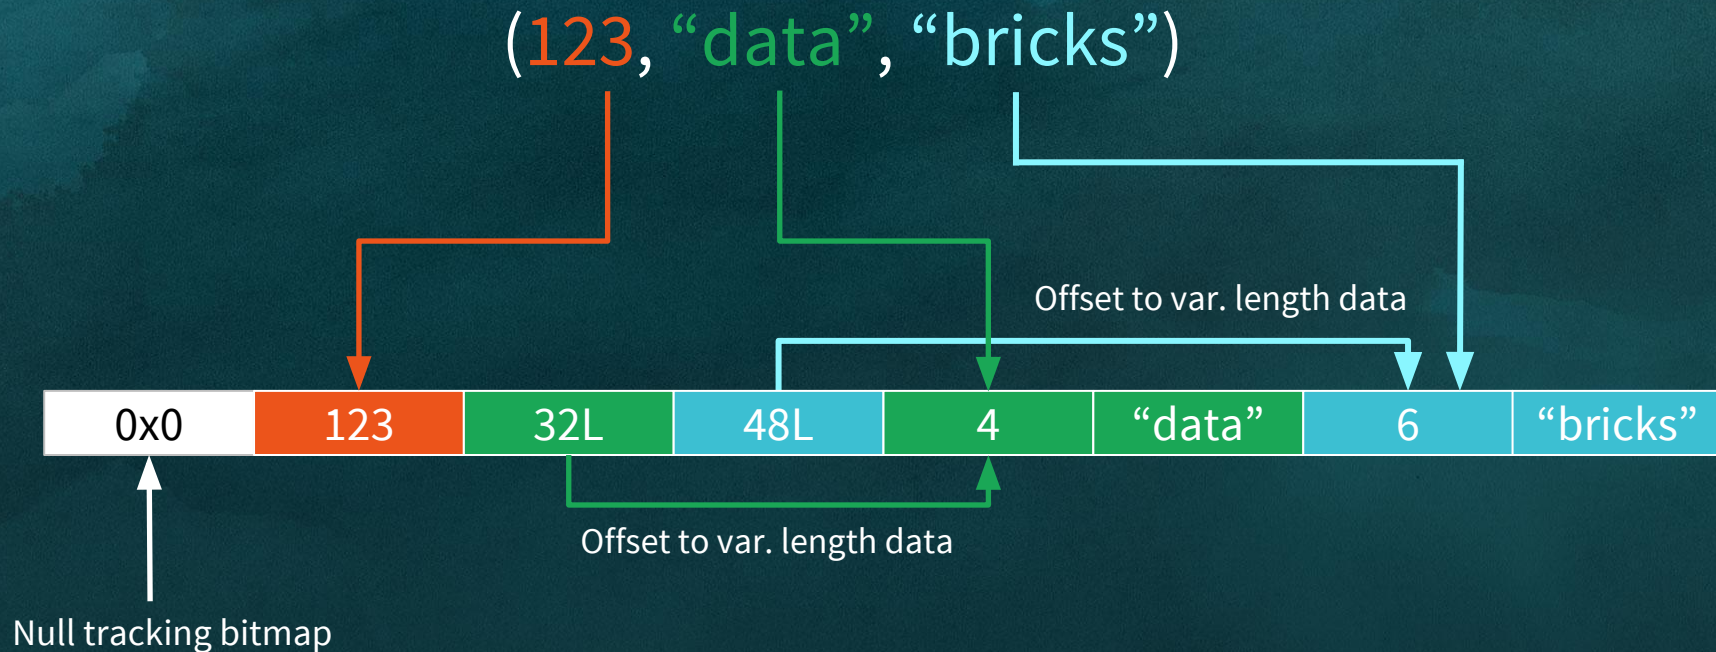 (123, “data”, “bricks”)
Offset to var. length data
0x0 123 32L 48L 4 “data” 6 “bricks”
Offset to var. length data
Null tracking bitmap